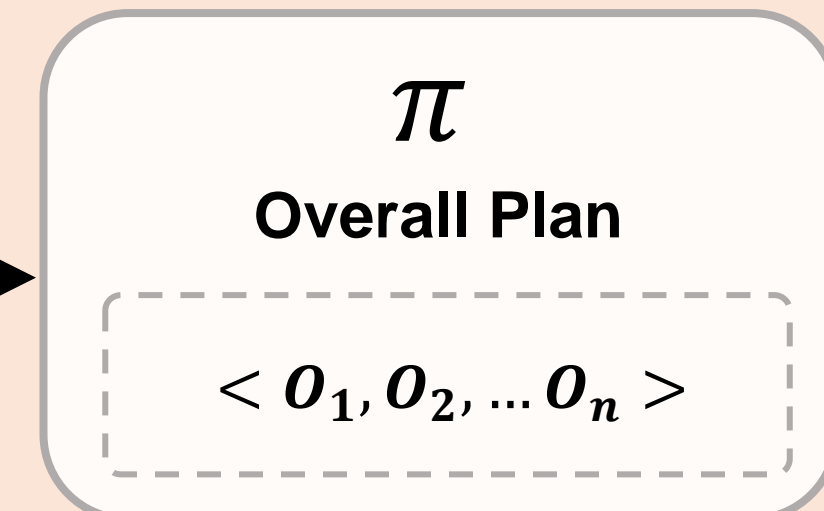 π
Overall Plan
< O₁, O₂, … Oₙ >